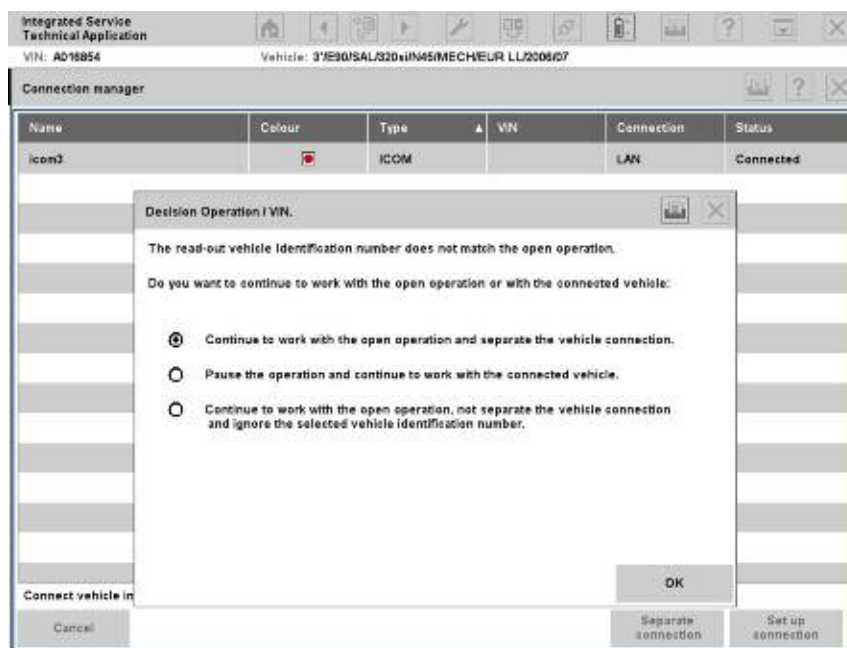 Integrated Service
Technical Application
?
VIN: A016854 Vehicle: 3'/E90/SAL/320si/N45/MECH/EUR LL/2006/07
Connection manager
?
Name Colour Type VIN Connection Status
icom3 ICOM LAN Connected
Decision Operation / VIN.
The read-out vehicle identification number does not match the open operation.
Do you want to continue to work with the open operation or with the connected vehicle:
Continue to work with the open operation and separate the vehicle connection.
Pause the operation and continue to work with the connected vehicle.
Continue to work with the open operation, not separate the vehicle connection
and ignore the selected vehicle identification number.
OK
Connect vehicle in
Cancel
Separate
connection
Set up
connection